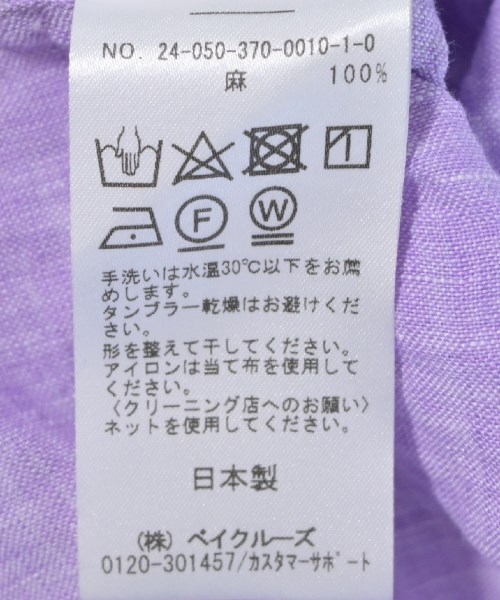 NO. 24-050-370-0010-1-0
麻 100%
F
W
手洗いは水温30℃以下をお薦
めします。
タンブラー乾燥はお避けくだ
さい。
形を整えて干してください。
アイロンは当て布を使用して
ください。
〈クリーニング店へのお願い〉
ネットを使用してください。
日本製
(株) ベイクルーズ
0120-301457/カスタマーサポート